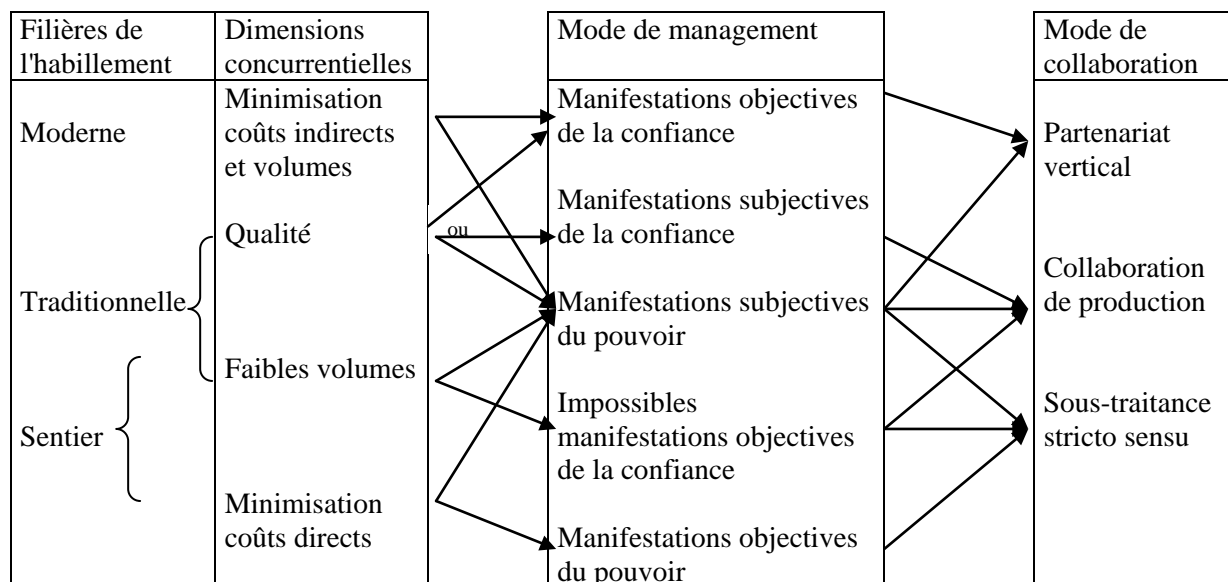 Filières de
l'habillement
Dimensions
concurrentielles
Mode de management
Mode de
collaboration
Moderne
Minimisation
coûts indirects
et volumes
Manifestations objectives
de la confiance
Partenariat
vertical
Qualité
ou
Manifestations subjectives
de la confiance
Traditionnelle
Manifestations subjectives
du pouvoir
Collaboration
de production
Faibles volumes
Sentier
Impossibles
manifestations objectives
de la confiance
Sous-traitance
stricto sensu
Minimisation
coûts directs
Manifestations objectives
du pouvoir